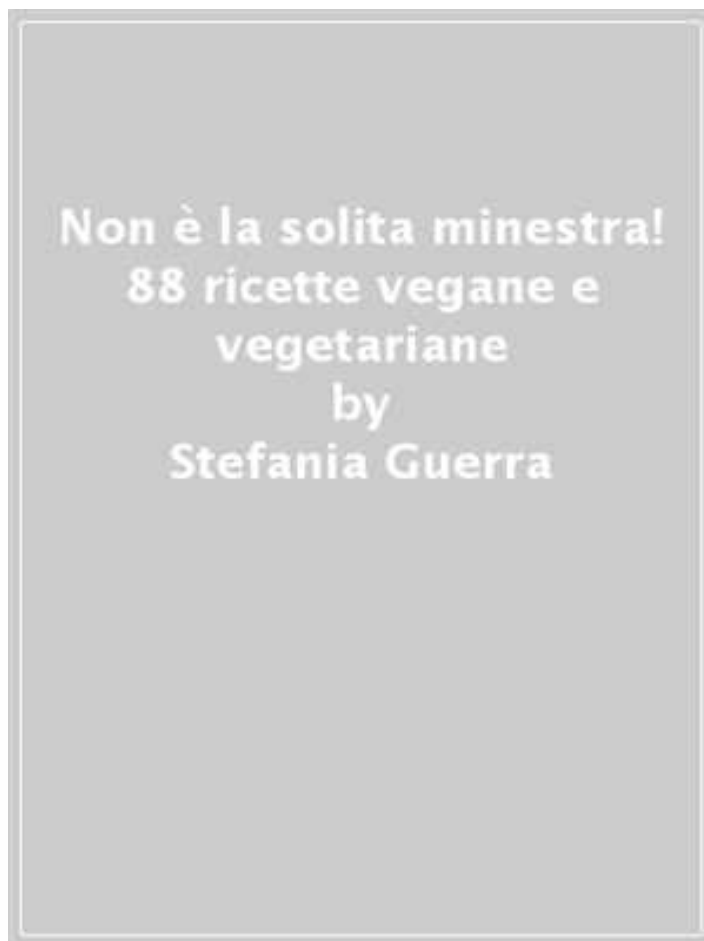 Non è la solita minestra!
88 ricette vegane e
vegetariane
by
Stefania Guerra